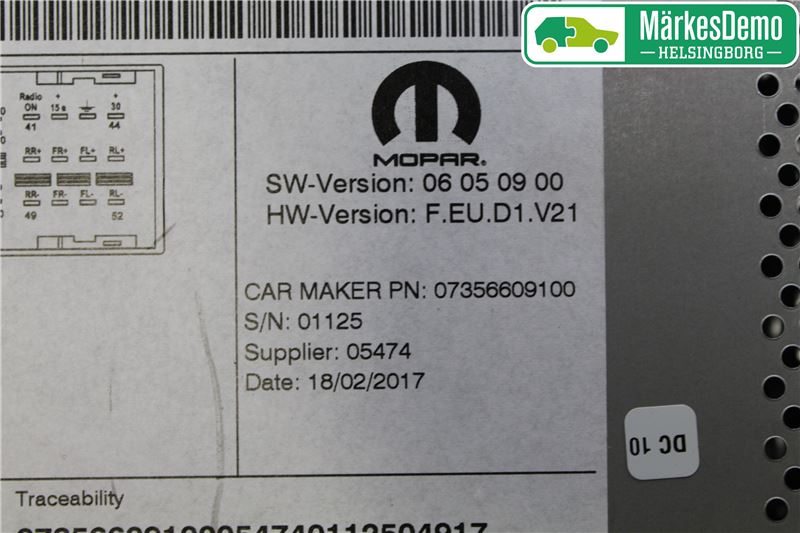 MärkesDemo
HELSINGBORG
Radio + +
ON 15e 30
41 44
RR+ FR+ FL+ RL+
RR- FR- FL- RL-
49 52
MOPAR®
SW-Version: 06 05 09 00
HW-Version: F.EU.D1.V21
CAR MAKER PN: 07356609100
S/N: 01125
Supplier: 05474
Date: 18/02/2017
DC 10
Traceability